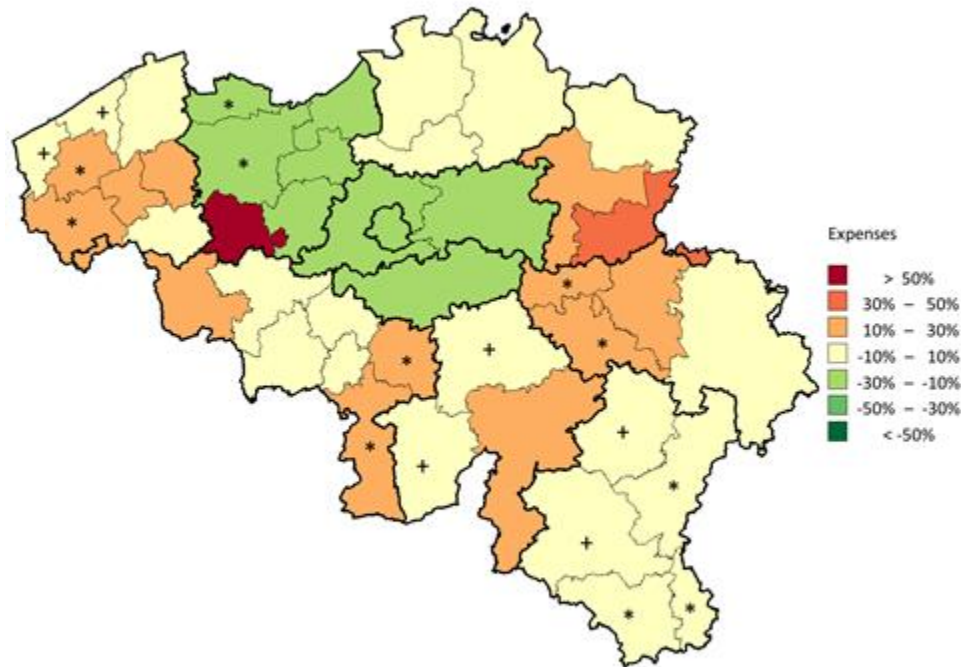 Expenses
> 50%
30% – 50%
10% – 30%
-10% – 10%
-30% – -10%
-50% – -30%
< -50%